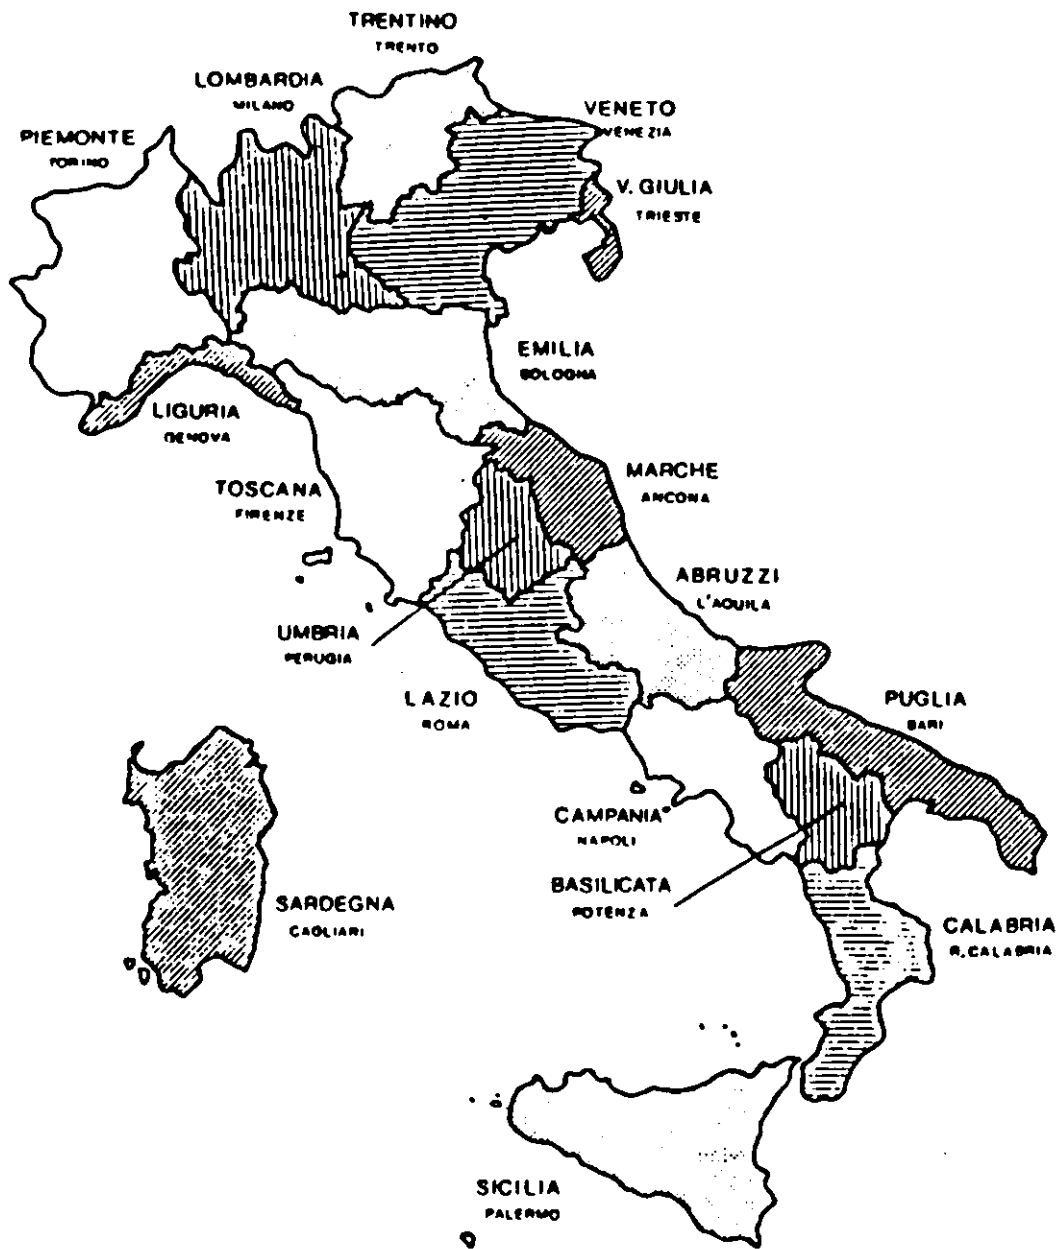 TRENTINO
TRENTO
LOMBARDIA
MILANO
VENETO
VENEZIA
PIEMONTE
TORINO
V. GIULIA
TRIESTE
EMILIA
BOLOGNA
LIGURIA
GENOVA
MARCHE
ANCONA
TOSCANA
FIRENZE
ABRUZZI
L'AQUILA
UMBRIA
PERUGIA
LAZIO
ROMA
PUGLIA
BARI
CAMPANIA
NAPOLI
BASILICATA
POTENZA
SARDEGNA
CAGLIARI
CALABRIA
R. CALABRIA
SICILIA
PALERMO